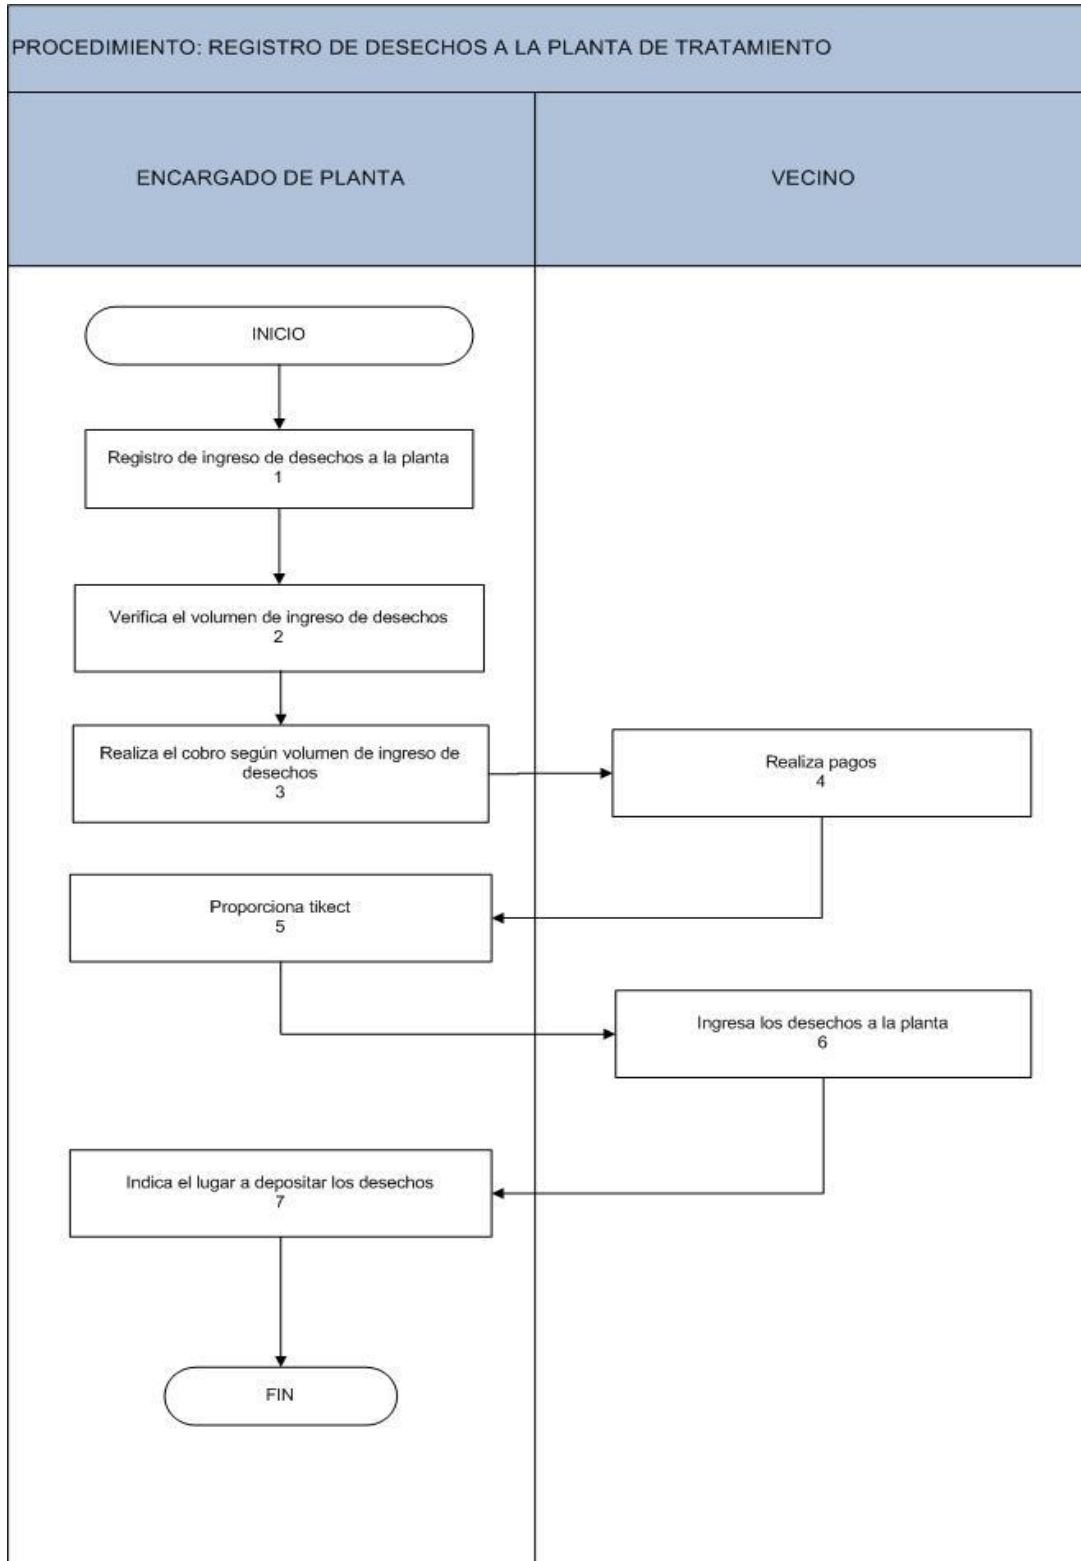 PROCEDIMIENTO: REGISTRO DE DESECHOS A LA PLANTA DE TRATAMIENTO
ENCARGADO DE PLANTA
VECINO
INICIO
Registro de ingreso de desechos a la planta
1
Verifica el volumen de ingreso de desechos
2
Realiza el cobro según volumen de ingreso de
desechos
3
Realiza pagos
4
Proporciona tikect
5
Ingresa los desechos a la planta
6
Indica el lugar a depositar los desechos
7
FIN